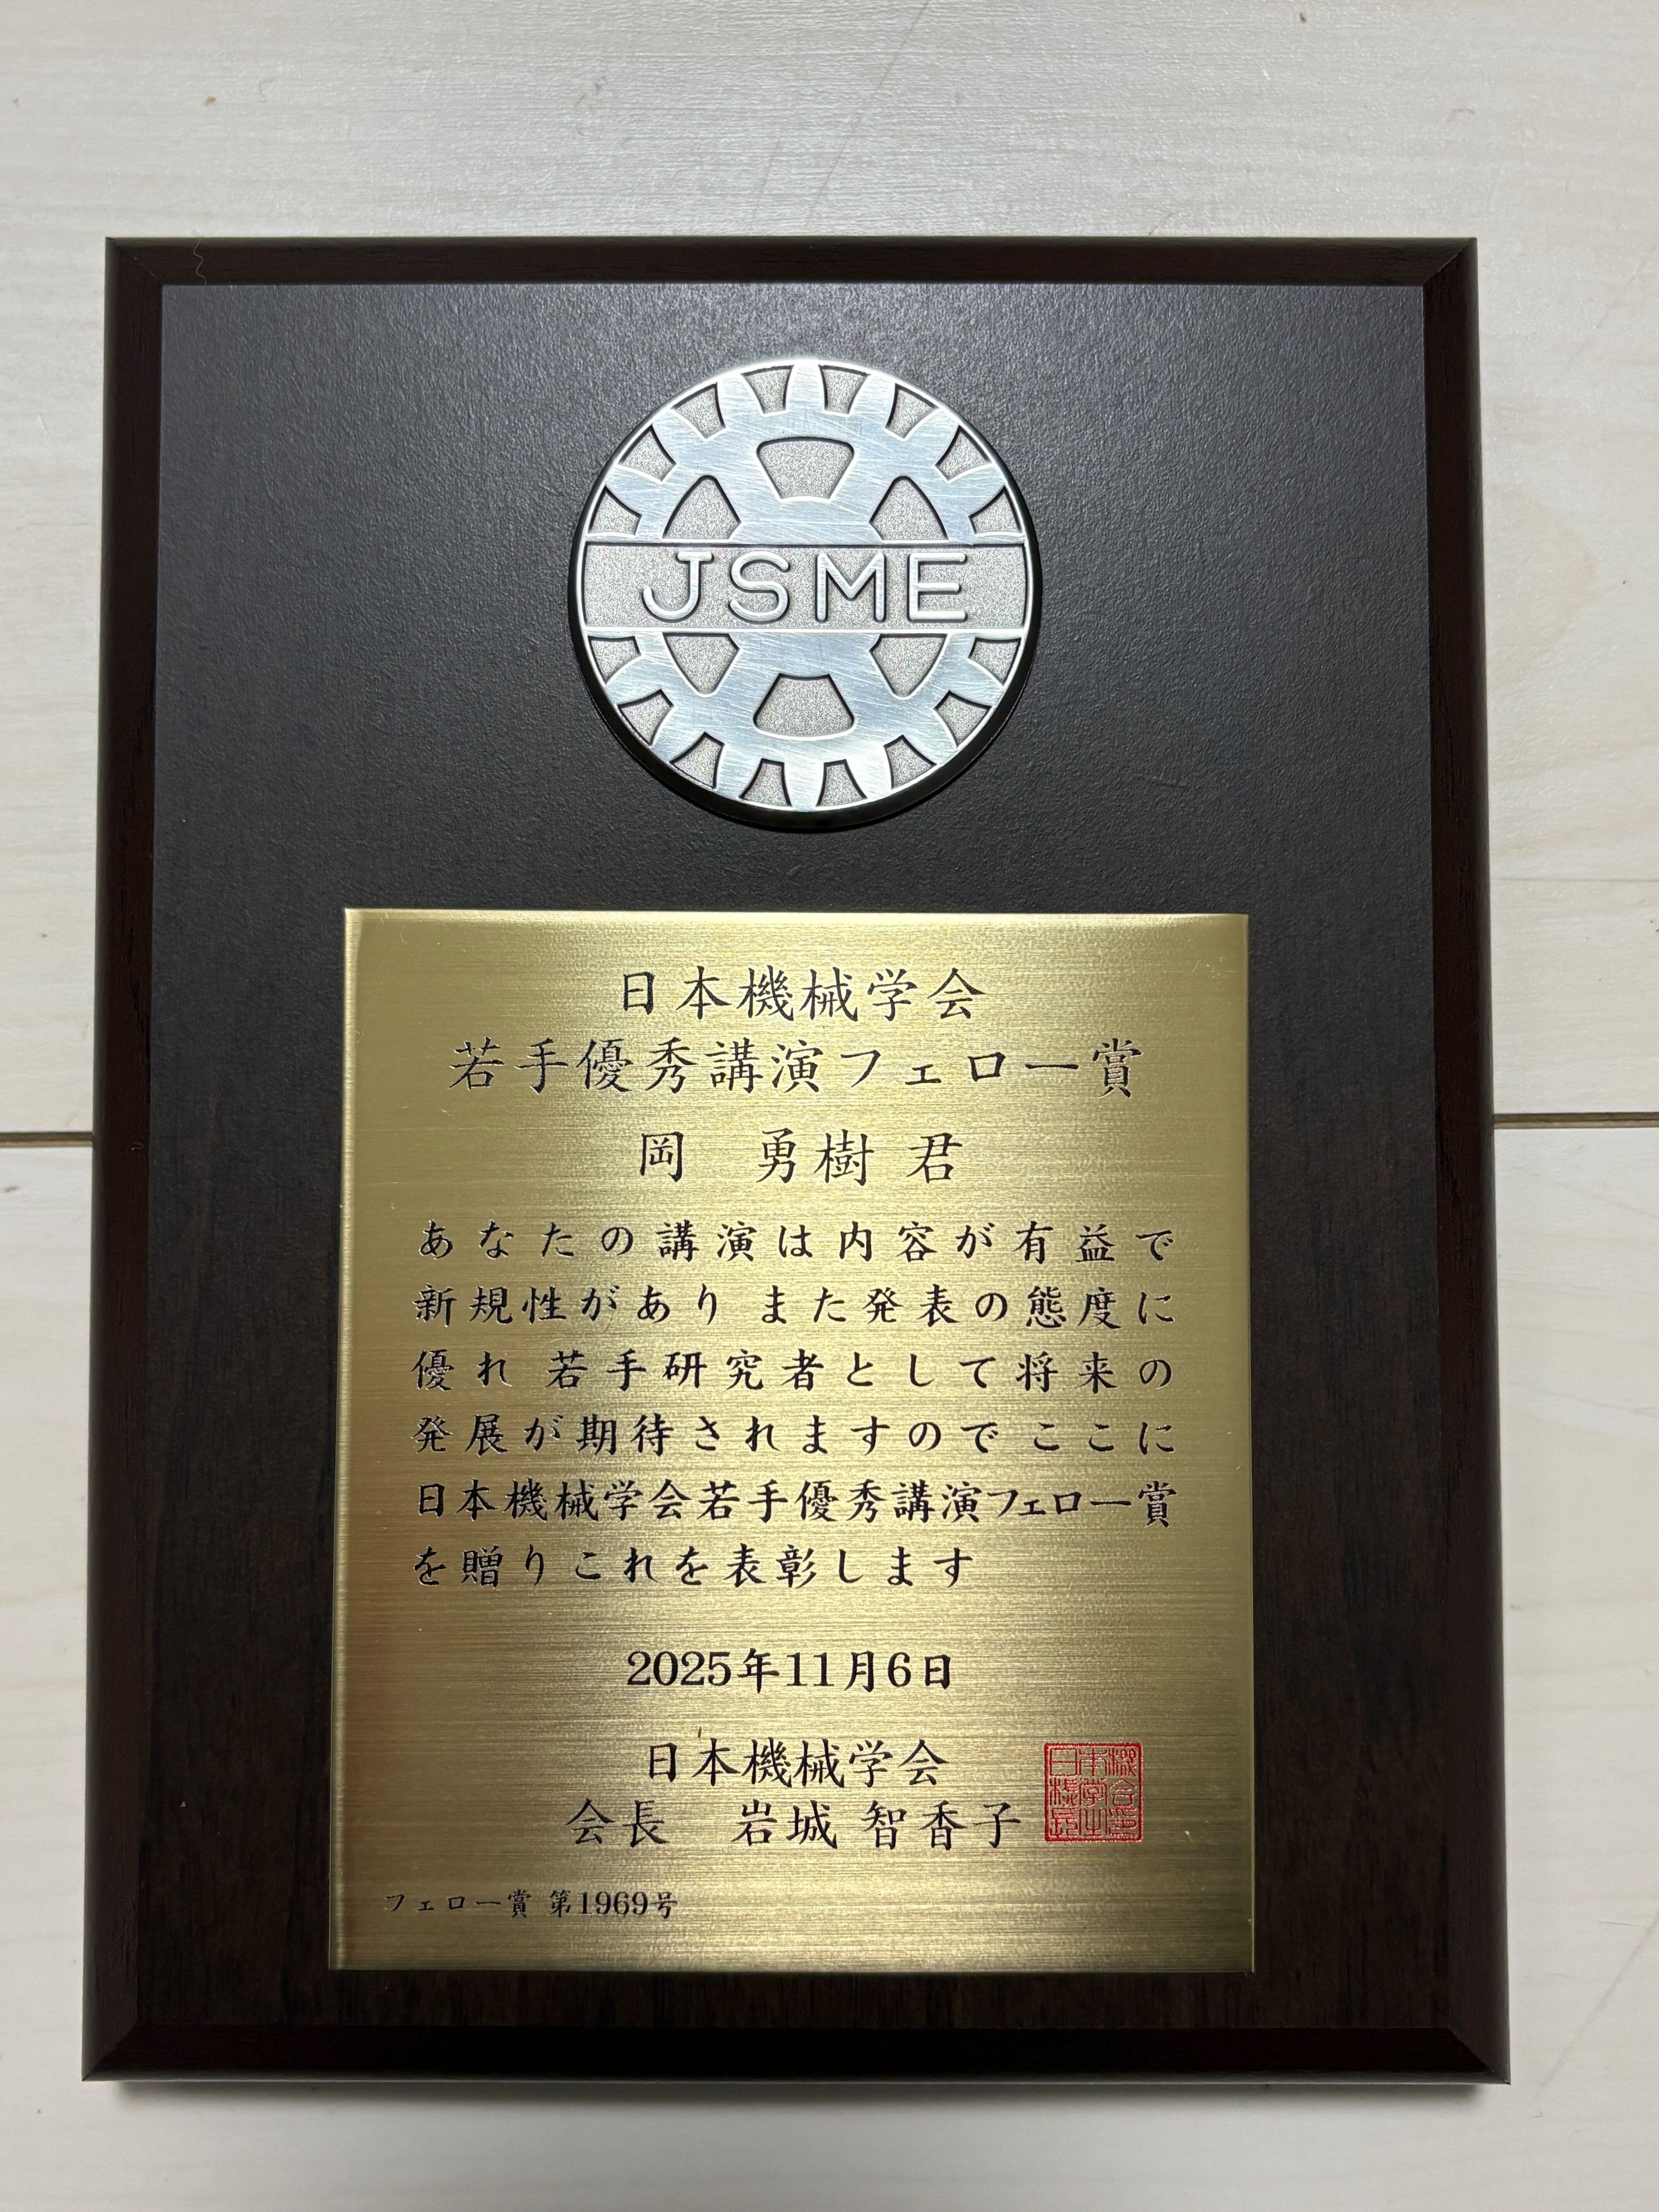 JSME
日本機械学会
若手優秀講演フェロー賞
岡 勇樹 君
あなたの講演は内容が有益で
新規性があり また発表の態度に
優れ 若手研究者として将来の
発展が期待されますので ここに
日本機械学会若手優秀講演フェロー賞
を贈り これを表彰します
2025年11月6日
日本機械学会
会長 岩城 智香子
フェロー賞 第1969号